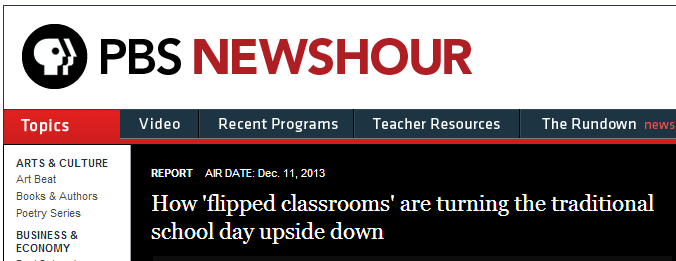 PBS NEWSHOUR
Topics
Video
Recent Programs
Teacher Resources
The Rundown news
ARTS & CULTURE
Art Beat
Books & Authors
Poetry Series
BUSINESS &
ECONOMY
REPORT AIR DATE: Dec. 11, 2013
How 'flipped classrooms' are turning the traditional
school day upside down